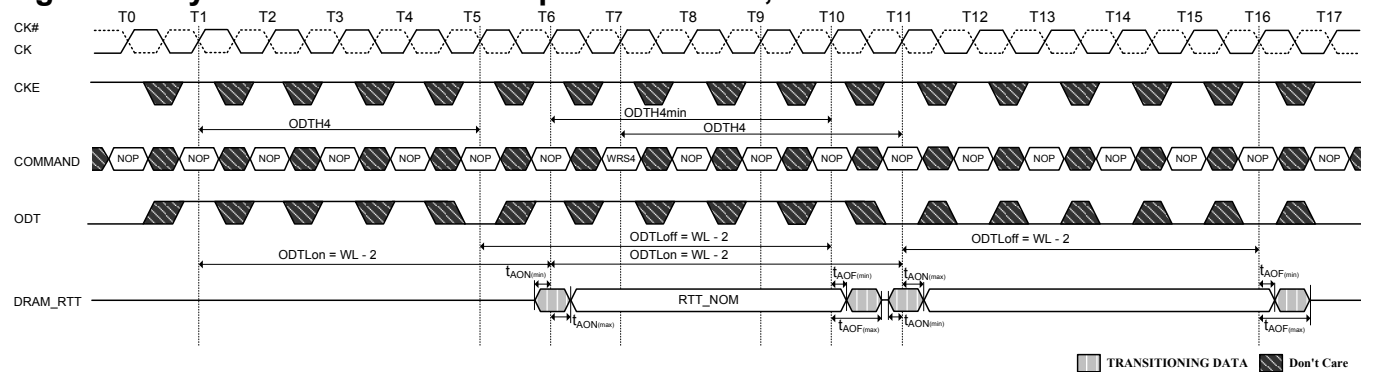 T0 T1 T2 T3 T4 T5 T6 T7 T8 T9 T10 T11 T12 T13 T14 T15 T16 T17
CK#
CK
CKE
ODTH4min
ODTH4
ODTH4
COMMAND NOP NOP NOP NOP NOP NOP NOP WRS4 NOP NOP NOP NOP NOP NOP NOP NOP NOP NOP
ODT
ODTLoff = WL - 2
ODTLoff = WL - 2
ODTLon = WL - 2
ODTLon = WL - 2
tAON(min)
tAOF(min)
tAON(max)
tAOF(min)
DRAM_RTT
RTT_NOM
tAON(max)
tAOF(max)
tAON(min)
tAOF(max)
TRANSITIONING DATA
Don't Care